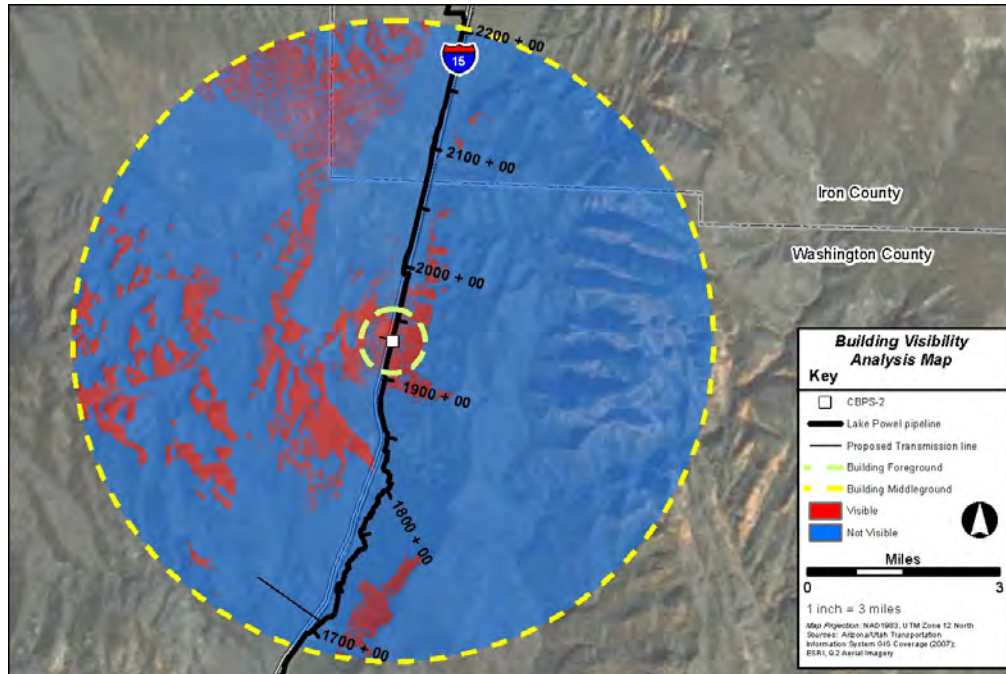 2200 + 00
15
2100 + 00
Iron County
Washington County
2000 + 00
1900 + 00
1800 + 00
1700 + 00
Building Visibility
Analysis Map
Key
CBPS-2
Lake Powel pipeline
Proposed Transmission line
Building Foreground
Building Middleground
Visible
Not Visible
Miles
0 3
1 inch = 3 miles
Map Projection: NAD1983, UTM Zone 12 North
Sources: Arizona/Utah Transportation
Information System GIS Coverage (2007);
ESRI, 9.2 Aerial Imagery